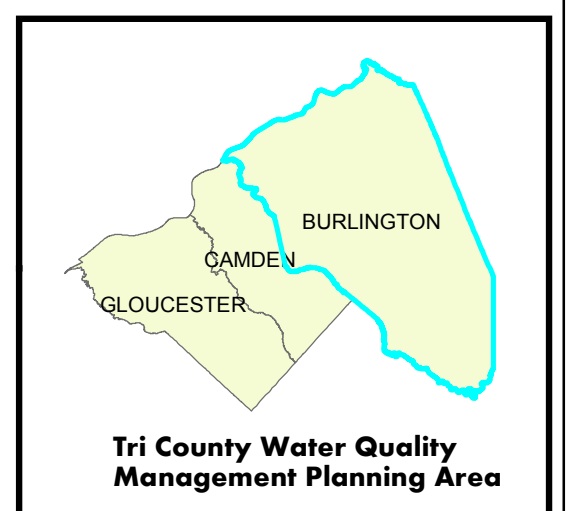 BURLINGTON
CAMDEN
GLOUCESTER
Tri County Water Quality
Management Planning Area